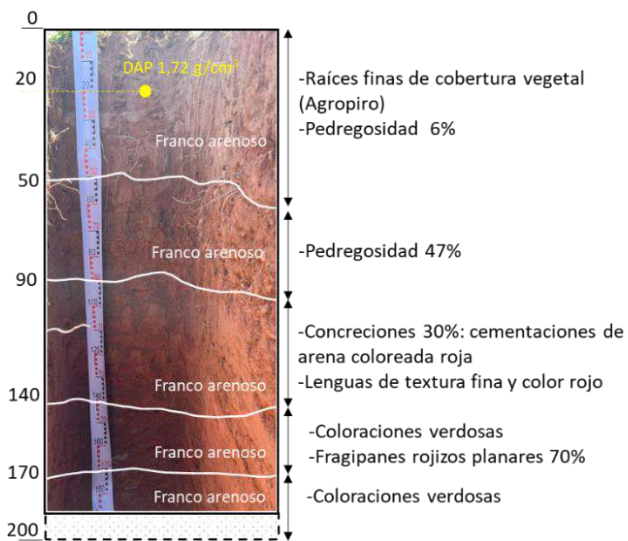 0
DAP 1,72 g/cm³
20
-Raíces finas de cobertura vegetal
(Agropiro)
-Pedregosidad 6%
Franco arenoso
50
Franco arenoso
-Pedregosidad 47%
90
-Concreciones 30%: cementaciones de
arena coloreada roja
-Lenguas de textura fina y color rojo
Franco arenoso
140
-Coloraciones verdosas
-Fragipanes rojizos planares 70%
Franco arenoso
170
Franco arenoso
-Coloraciones verdosas
200